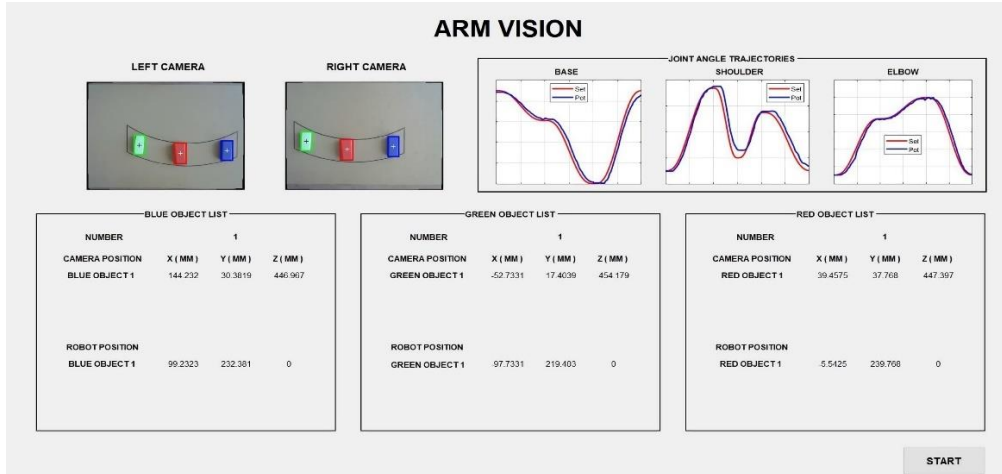 ARM VISION
LEFT CAMERA
RIGHT CAMERA
JOINT ANGLE TRAJECTORIES
BASE
SHOULDER
ELBOW
Set
Pot
Set
Pot
Set
Pot
BLUE OBJECT LIST
NUMBER 1
CAMERA POSITION X ( MM ) Y ( MM ) Z ( MM )
BLUE OBJECT 1 144.232 30.3819 446.967
ROBOT POSITION
BLUE OBJECT 1 99.2323 232.381 0
GREEN OBJECT LIST
NUMBER 1
CAMERA POSITION X ( MM ) Y ( MM ) Z ( MM )
GREEN OBJECT 1 -52.7331 17.4039 454.179
ROBOT POSITION
GREEN OBJECT 1 -97.7331 219.403 0
RED OBJECT LIST
NUMBER 1
CAMERA POSITION X ( MM ) Y ( MM ) Z ( MM )
RED OBJECT 1 39.4575 37.768 447.397
ROBOT POSITION
RED OBJECT 1 -5.5425 239.768 0
START